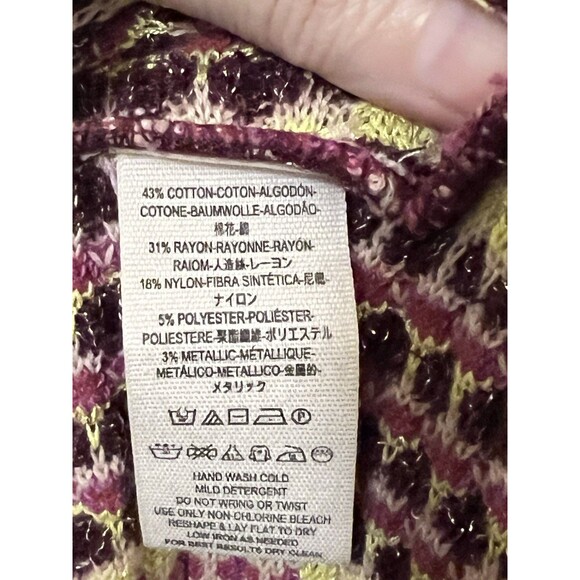 43% COTTON-COTON-ALGODÓN-
COTONE-BAUMWOLLE-ALGODÃO-
棉花-綿
31% RAYON-RAYONNE-RAYÓN-
RAIOM-人造絲-レーヨン
18% NYLON-FIBRA SINTÉTICA-尼龍-
ナイロン
5% POLYESTER-POLIÉSTER-
POLIESTERE-聚酯纖維-ポリエステル
3% METALLIC-MÉTALLIQUE-
METÁLICO-METALLICO-金屬的-
メタリック
HAND WASH COLD
MILD DETERGENT
DO NOT WRING OR TWIST
USE ONLY NON-CHLORINE BLEACH
RESHAPE & LAY FLAT TO DRY
LOW IRON AS NEEDED
FOR BEST RESULTS DRY CLEAN